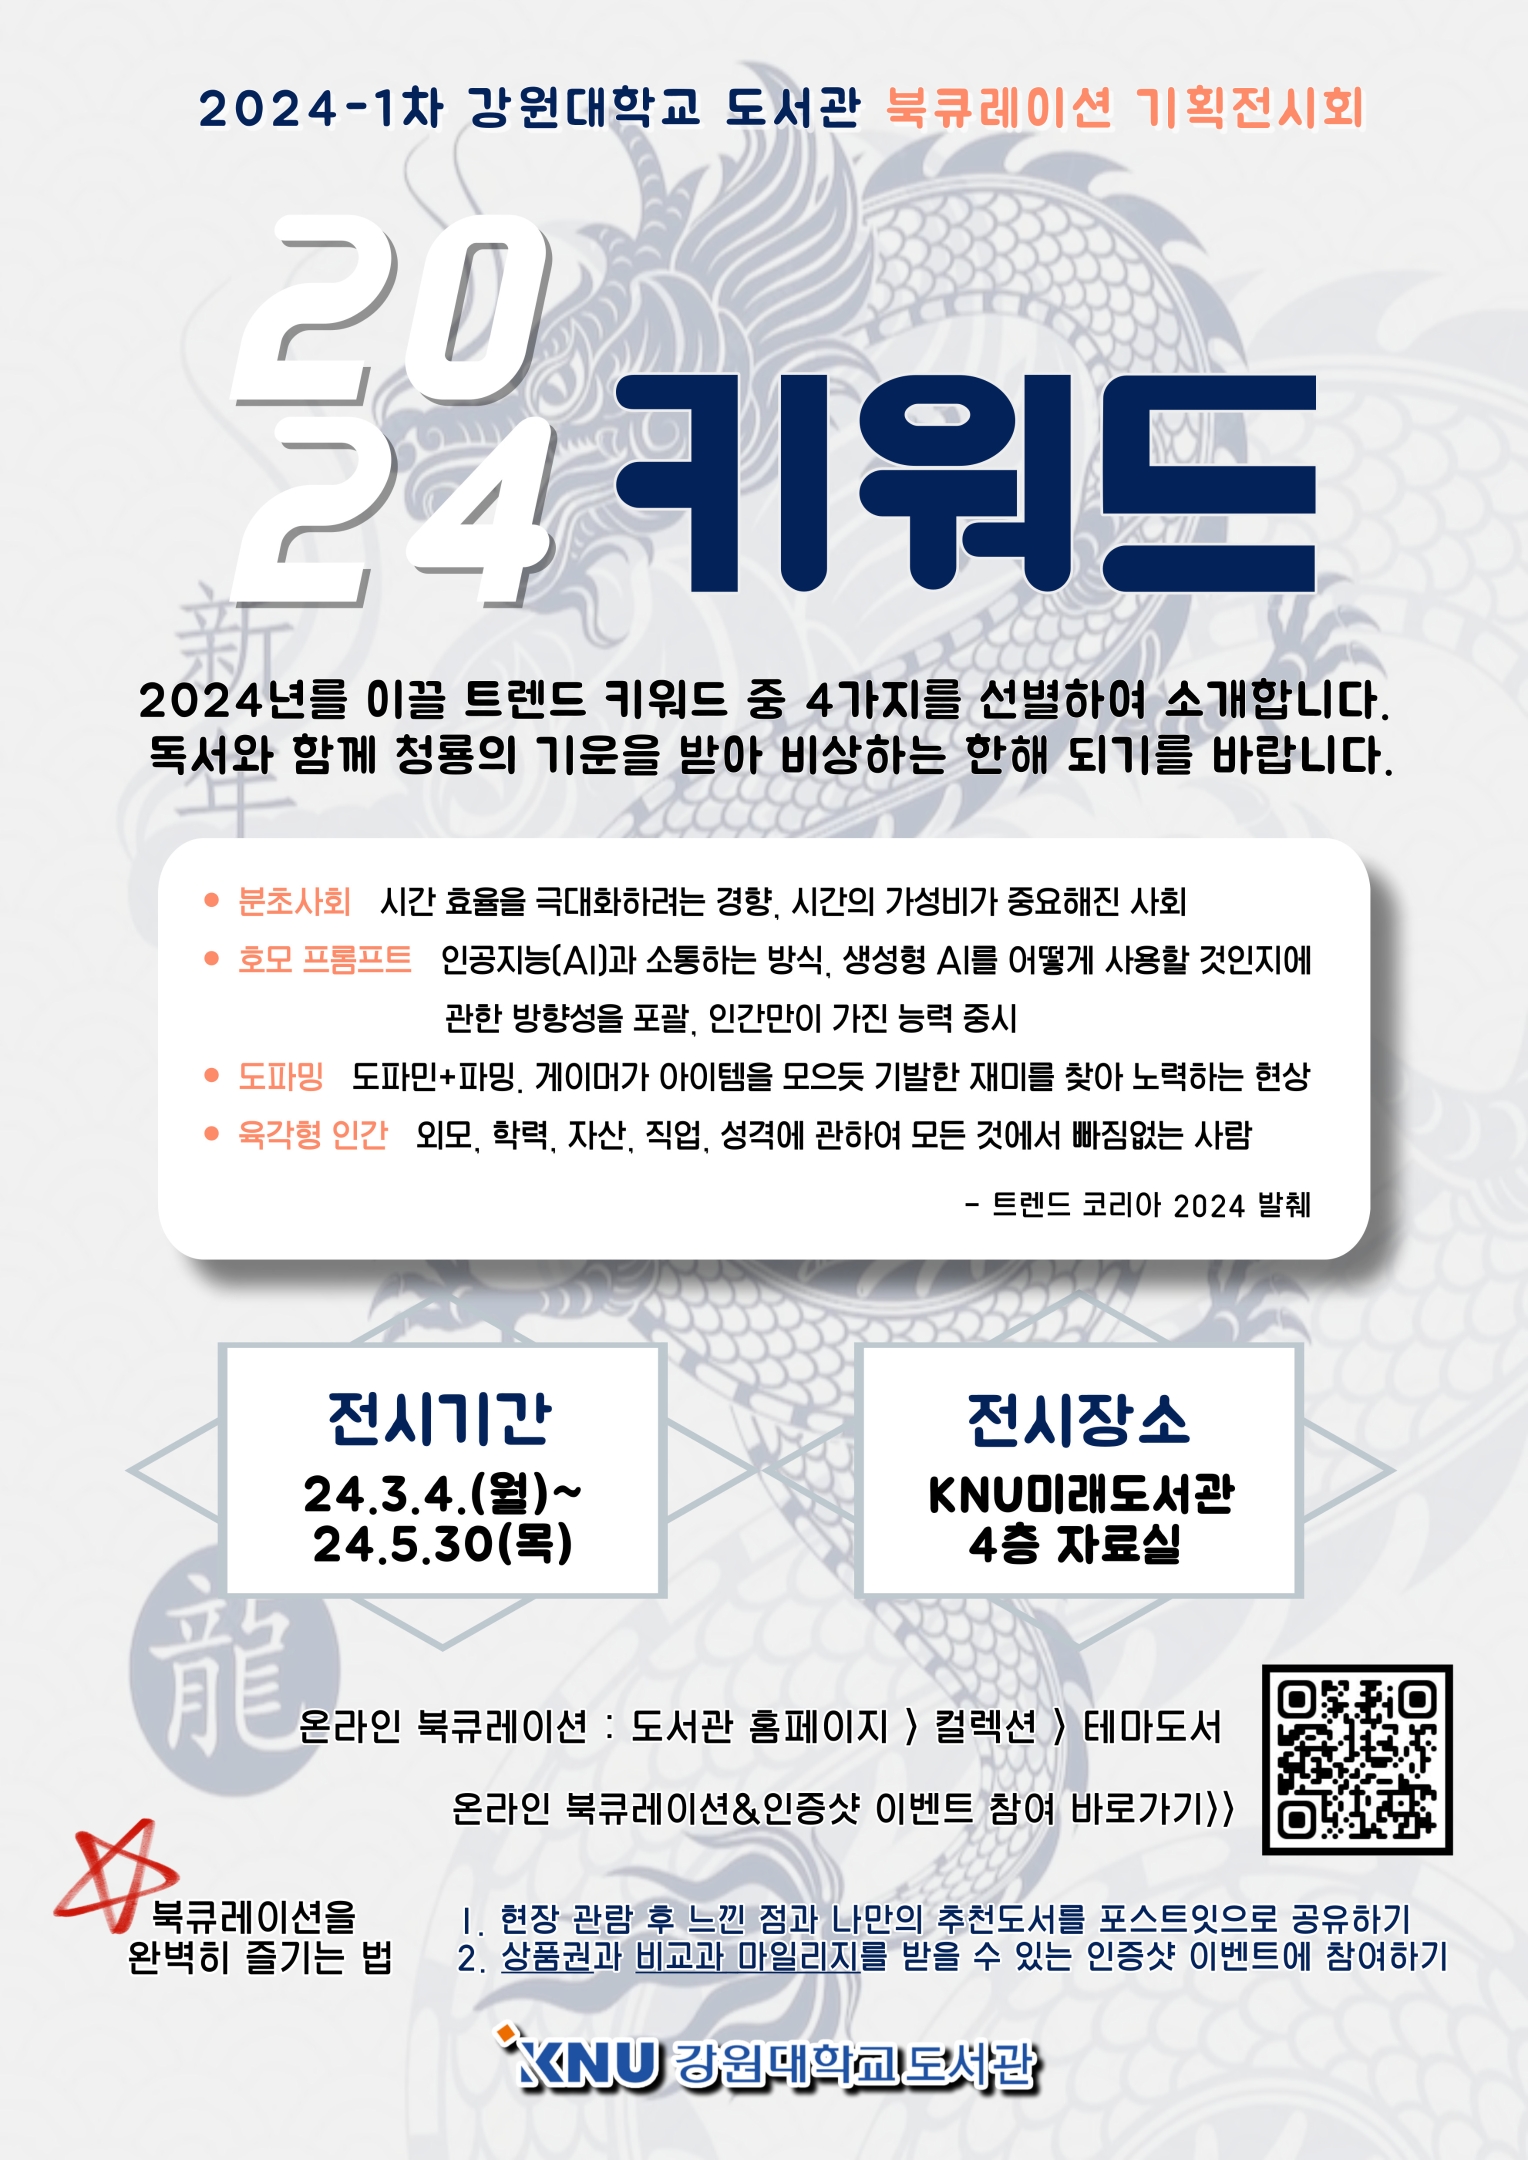 2024-1차 강원대학교 도서관 북큐레이션 기획전시회
20
24 키워드
新
年
2024년를 이끌 트렌드 키워드 중 4가지를 선별하여 소개합니다.
독서와 함께 청룡의 기운을 받아 비상하는 한해 되기를 바랍니다.
• 분초사회 시간 효율을 극대화하려는 경향, 시간의 가성비가 중요해진 사회
• 호모 프롬프트 인공지능(AI)과 소통하는 방식, 생성형 AI를 어떻게 사용할 것인지에
관한 방향성을 포괄, 인간만이 가진 능력 중시
• 도파밍 도파민+파밍. 게이머가 아이템을 모으듯 기발한 재미를 찾아 노력하는 현상
• 육각형 인간 외모, 학력, 자산, 직업, 성격에 관하여 모든 것에서 빠짐없는 사람
- 트렌드 코리아 2024 발췌
전시기간
24.3.4.(월)~
24.5.30(목)
전시장소
KNU미래도서관
4층 자료실
龍
온라인 북큐레이션 : 도서관 홈페이지 > 컬렉션 > 테마도서
온라인 북큐레이션&인증샷 이벤트 참여 바로가기>>
북큐레이션을
완벽히 즐기는 법
1. 현장 관람 후 느낀 점과 나만의 추천도서를 포스트잇으로 공유하기
2. 상품권과 비교과 마일리지를 받을 수 있는 인증샷 이벤트에 참여하기
KNU 강원대학교도서관